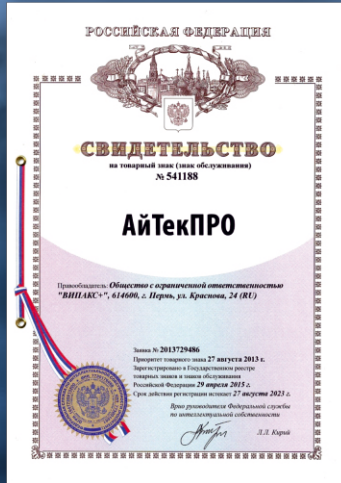 РОССИЙСКАЯ ФЕДЕРАЦИЯ
СВИДЕТЕЛЬСТВО
на товарный знак (знак обслуживания)
№ 541188
АйТекПРО
Правообладатель: Общество с ограниченной ответственностью
"ВИПАКС+", 614600, г. Пермь, ул. Краснова, 24 (RU)
Заявка № 2013729486
Приоритет товарного знака 27 августа 2013 г.
Зарегистрировано в Государственном реестре
товарных знаков и знаков обслуживания
Российской Федерации 29 апреля 2015 г.
Срок действия регистрации истекает 27 августа 2023 г.
Врио руководителя Федеральной службы
по интеллектуальной собственности
Л.Л. Кирий